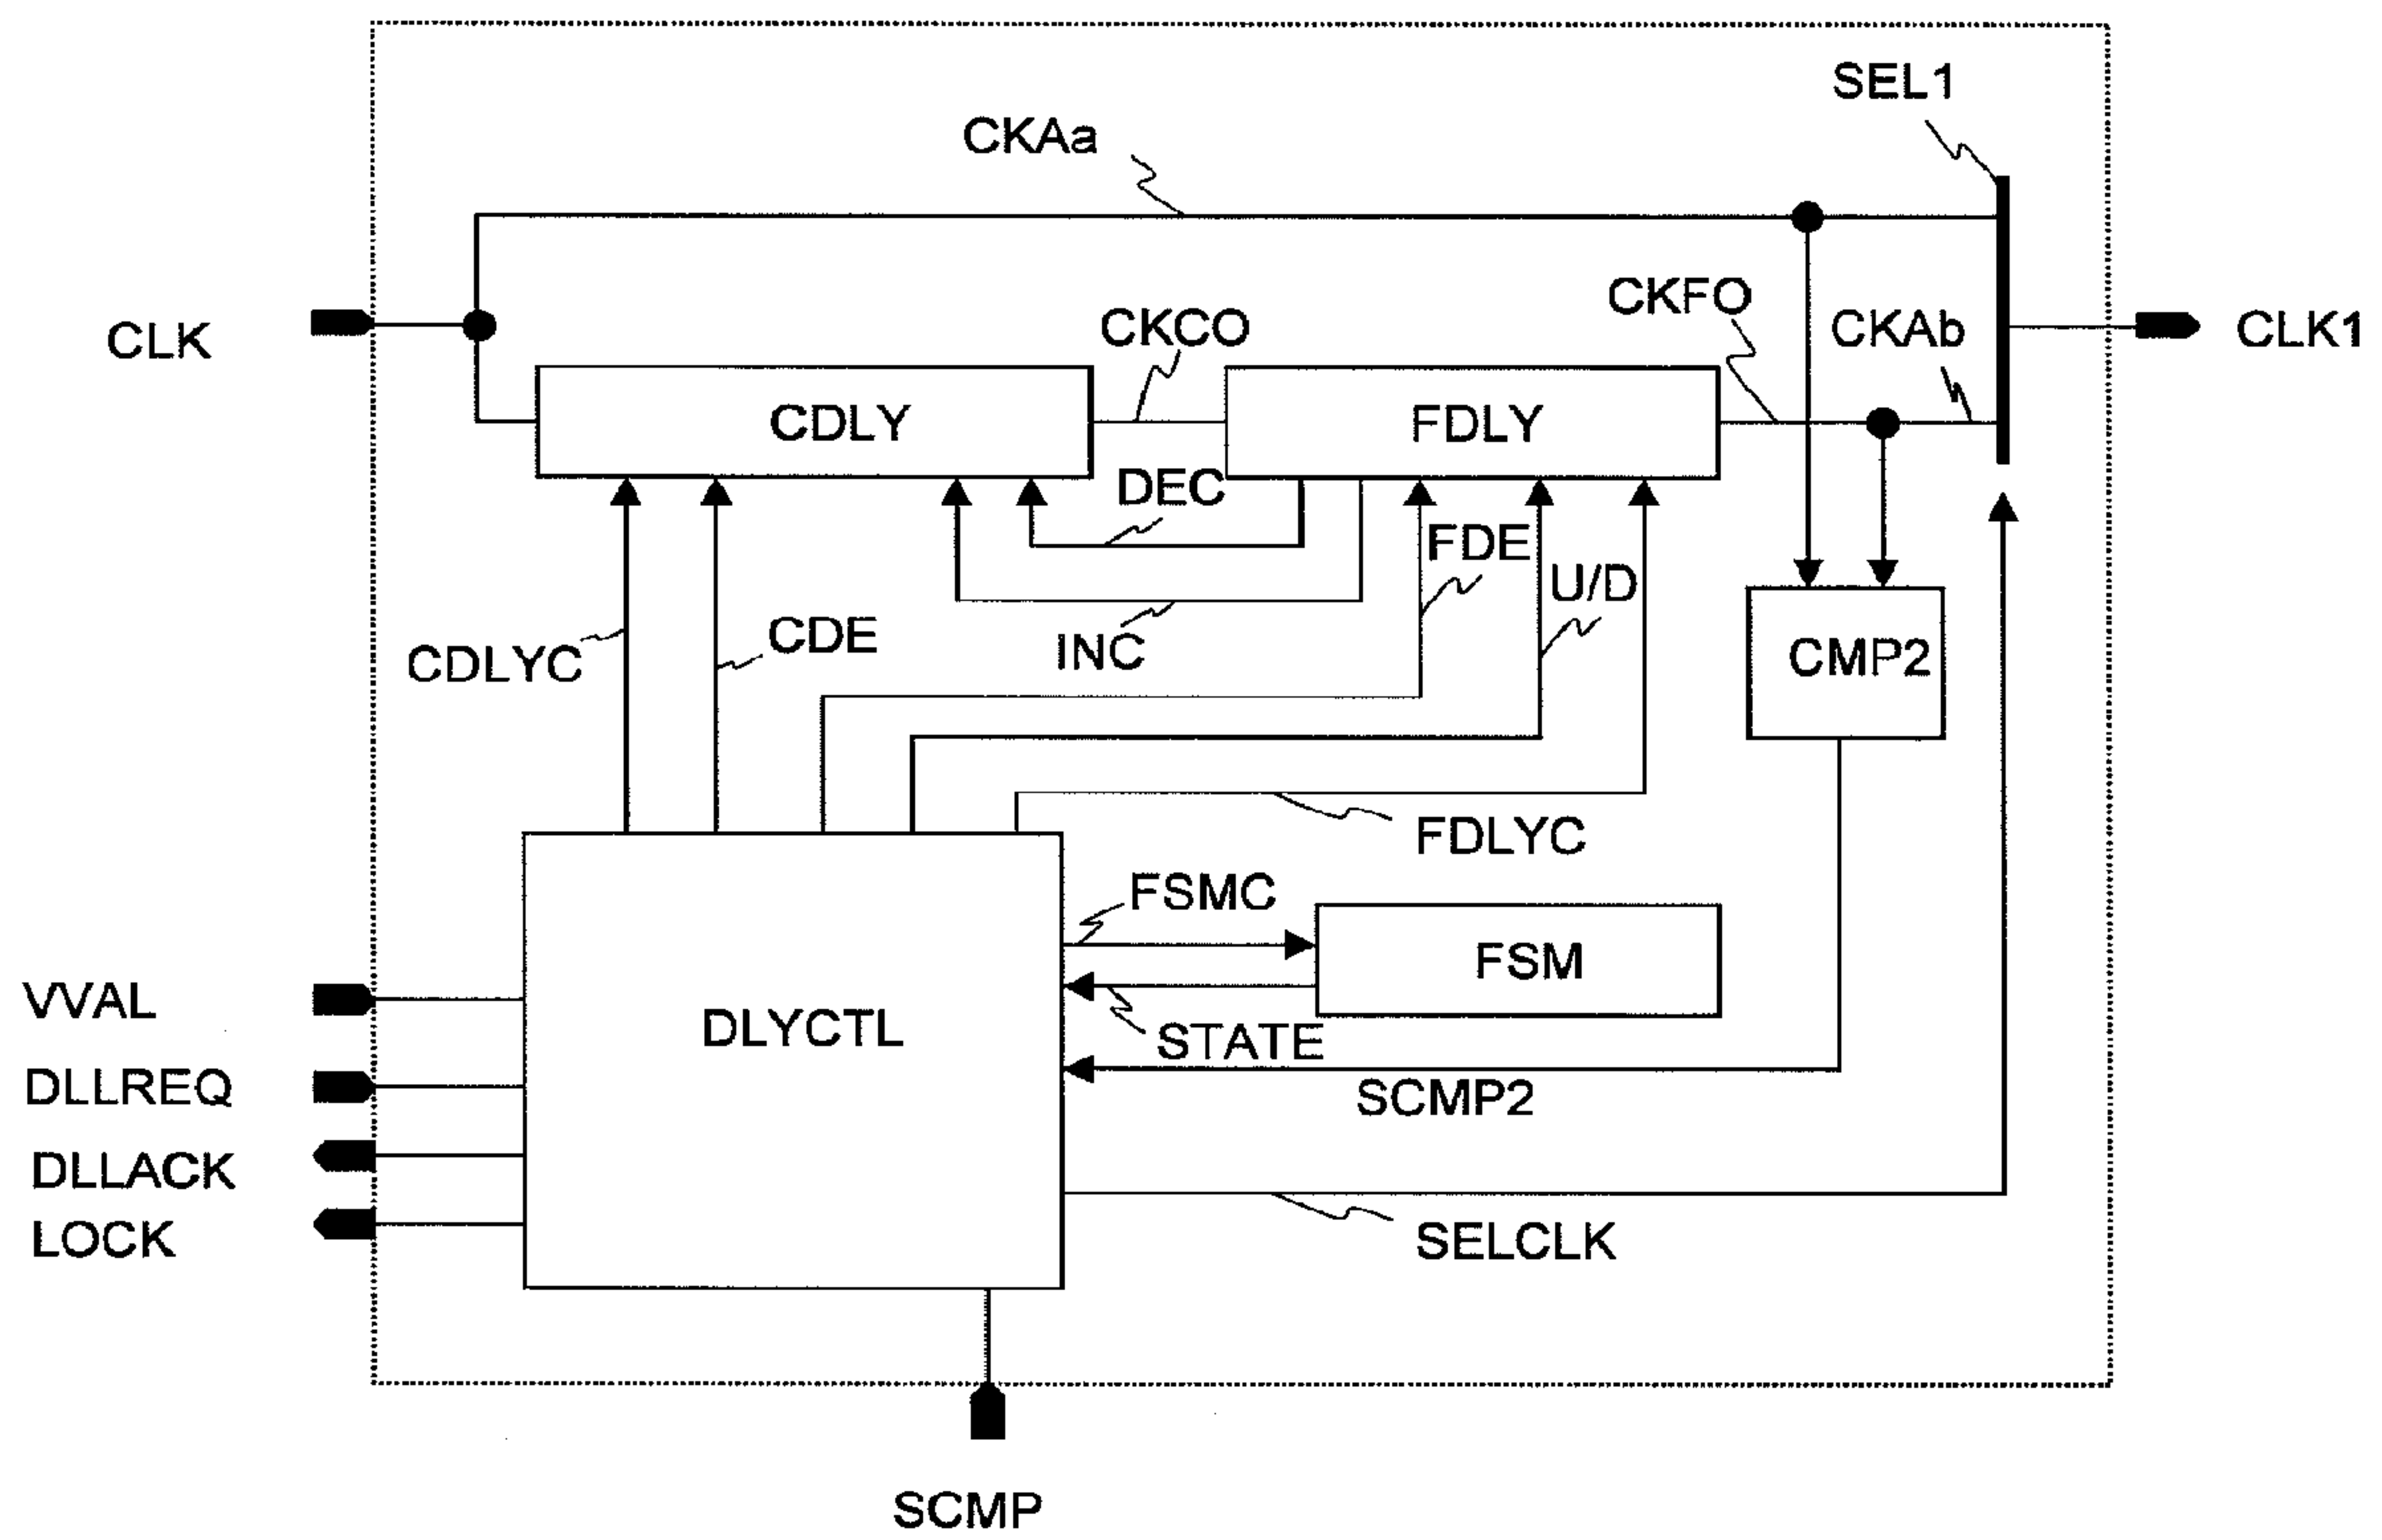 SEL1
CKAa
CKFO
CKCO
CKAb
CLK
CLK1
CDLY
FDLY
DEC
FDE
U/D
CDE
INC
CDLYC
CMP2
FDLYC
FSMC
FSM
VVAL
DLYCTL
STATE
DLLREQ
SCMP2
DLLACK
LOCK
SELCLK
SCMP